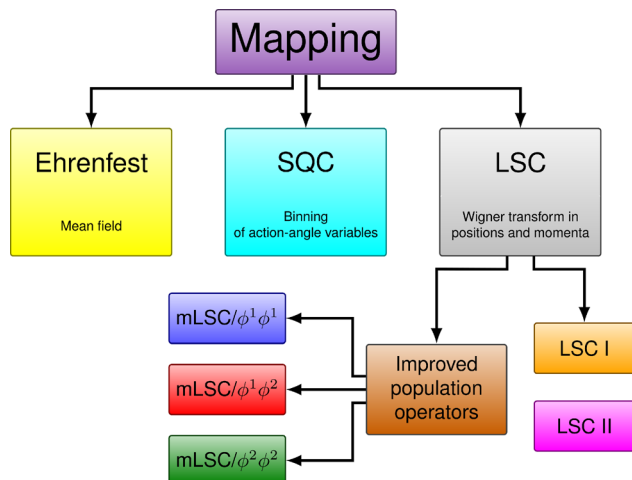 Mapping
Ehrenfest
Mean field
SQC
Binning
of action-angle variables
LSC
Wigner transform in
positions and momenta
mLSC/ϕ¹ϕ¹
mLSC/ϕ¹ϕ²
mLSC/ϕ²ϕ²
Improved
population
operators
LSC I
LSC II